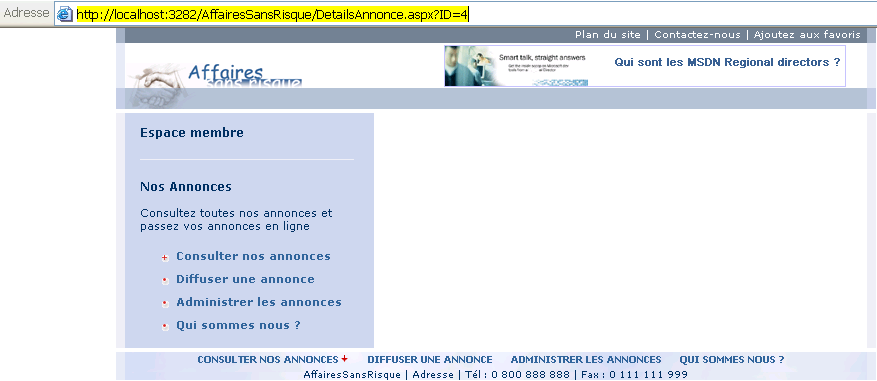 Adresse http://localhost:3282/AffairesSansRisque/DetailsAnnonce.aspx?ID=4
Plan du site | Contactez-nous | Ajoutez aux favoris
Affaires
sans risque
Smart talk, straight answers
Qui sont les MSDN Regional directors ?
Espace membre
Nos Annonces
Consultez toutes nos annonces et
passez vos annonces en ligne
Consulter nos annonces
Diffuser une annonce
Administrer les annonces
Qui sommes nous ?
CONSULTER NOS ANNONCES DIFFUSER UNE ANNONCE ADMINISTRER LES ANNONCES QUI SOMMES NOUS ?
AffairesSansRisque | Adresse | Tél : 0 800 888 888 | Fax : 0 111 111 999